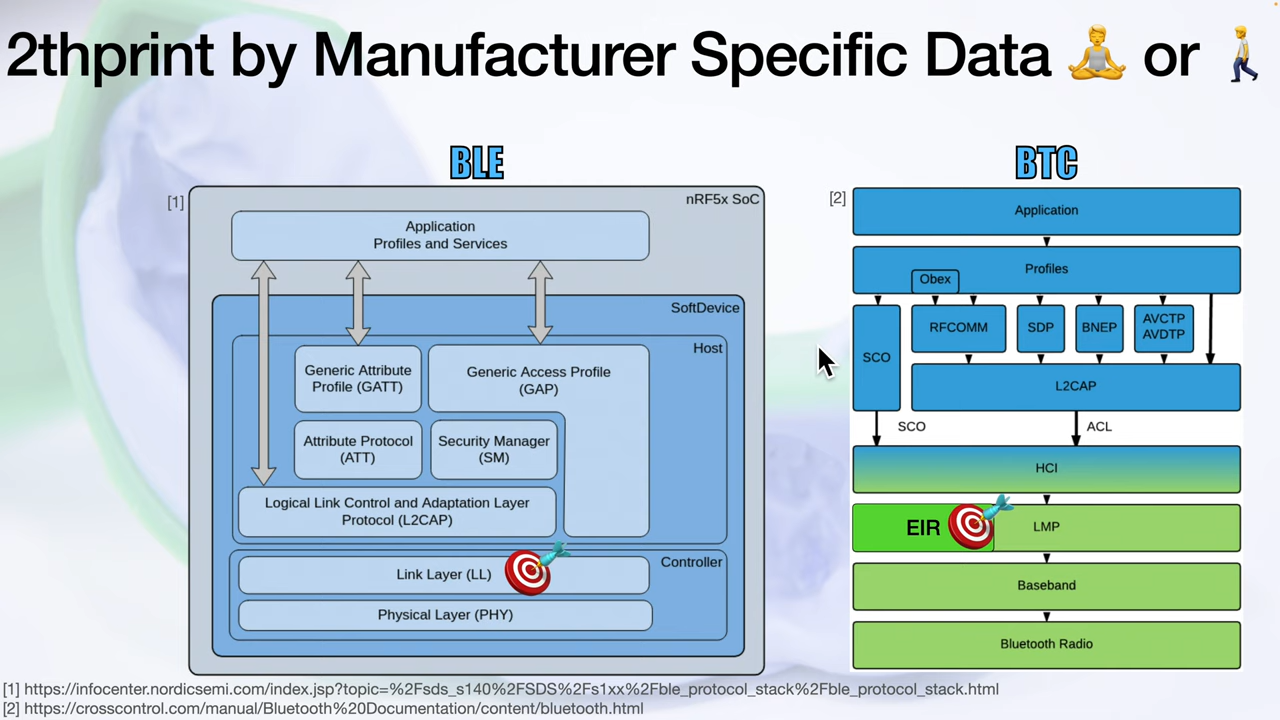 2thprint by Manufacturer Specific Data 🧘 or 🚶
BLE
[1]
nRF5x SoC
Application
Profiles and Services
SoftDevice
Host
Generic Attribute
Profile (GATT)
Generic Access Profile
(GAP)
Attribute Protocol
(ATT)
Security Manager
(SM)
Logical Link Control and Adaptation Layer
Protocol (L2CAP)
Controller
Link Layer (LL)
Physical Layer (PHY)
BTC
[2]
Application
Profiles
Obex
SCO
RFCOMM
SDP
BNEP
AVCTP
AVDTP
L2CAP
SCO
ACL
HCI
EIR
LMP
Baseband
Bluetooth Radio
[1] https://infocenter.nordicsemi.com/index.jsp?topic=%2Fsds_s140%2FSDS%2Fs1xx%2Fble_protocol_stack%2Fble_protocol_stack.html
[2] https://crosscontrol.com/manual/Bluetooth%20Documentation/content/bluetooth.html